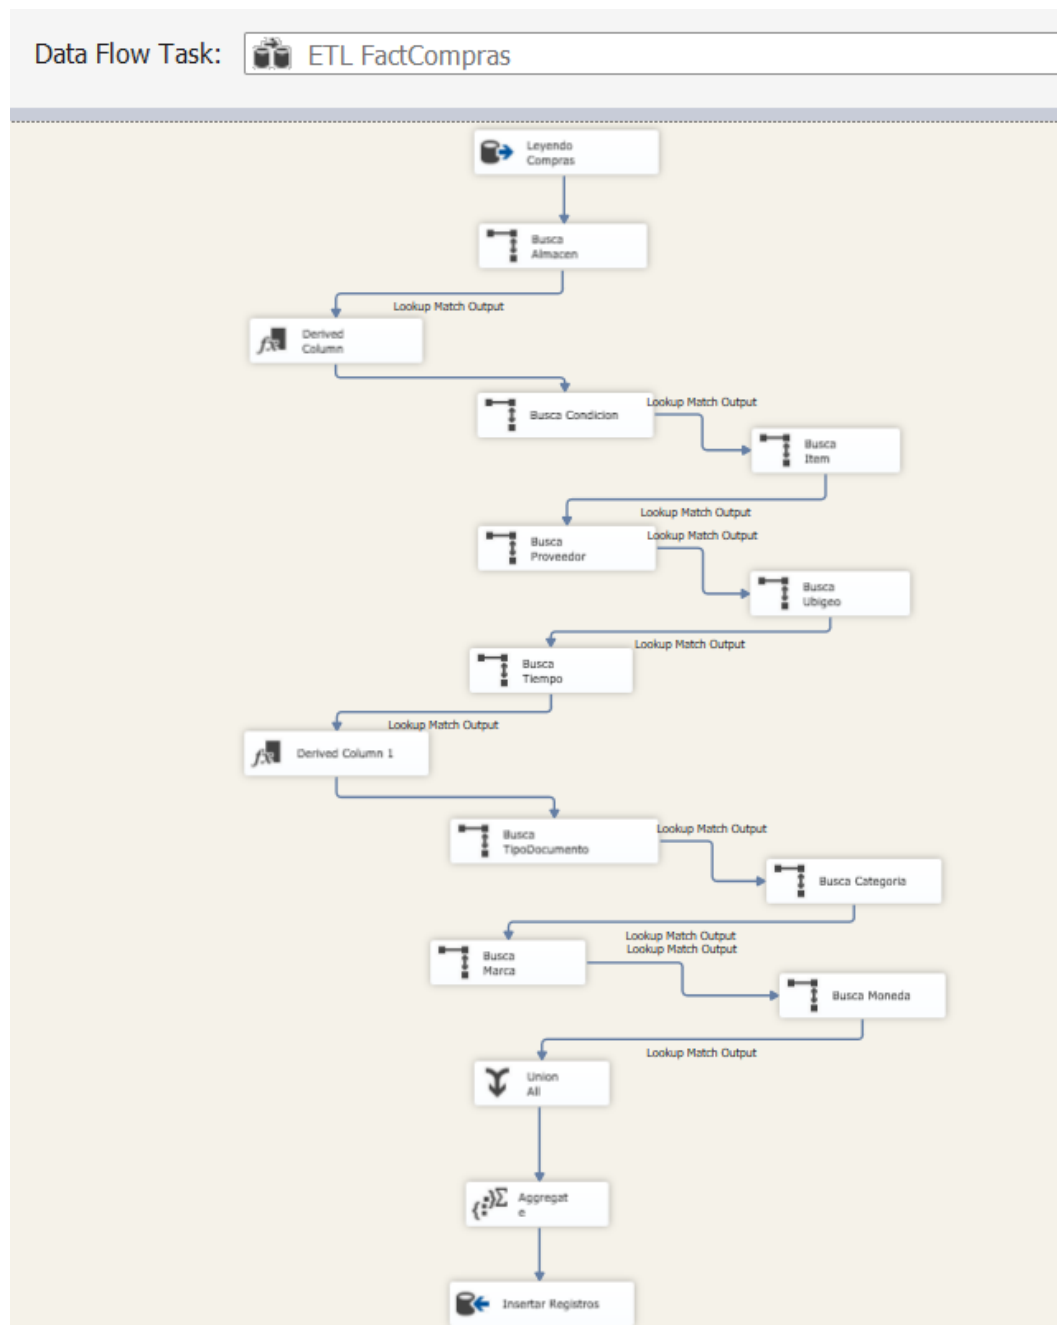 Data Flow Task: ETL FactCompras
Leyendo
Compras
Busca
Almacen
Lookup Match Output
Derived
Column
Lookup Match Output
Busca Condicion
Busca
Item
Lookup Match Output
Lookup Match Output
Busca
Proveedor
Busca
Ubigeo
Lookup Match Output
Busca
Tiempo
Lookup Match Output
Derived Column 1
Lookup Match Output
Busca
TipoDocumento
Busca Categoria
Lookup Match Output
Lookup Match Output
Busca
Marca
Busca Moneda
Lookup Match Output
Union
All
Aggregat
e
Insertar Registros